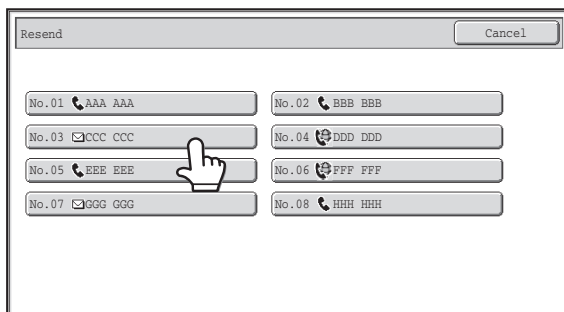 Resend Cancel
No.01 AAA AAA No.02 BBB BBB
No.03 CCC CCC No.04 DDD DDD
No.05 EEE EEE No.06 FFF FFF
No.07 GGG GGG No.08 HHH HHH